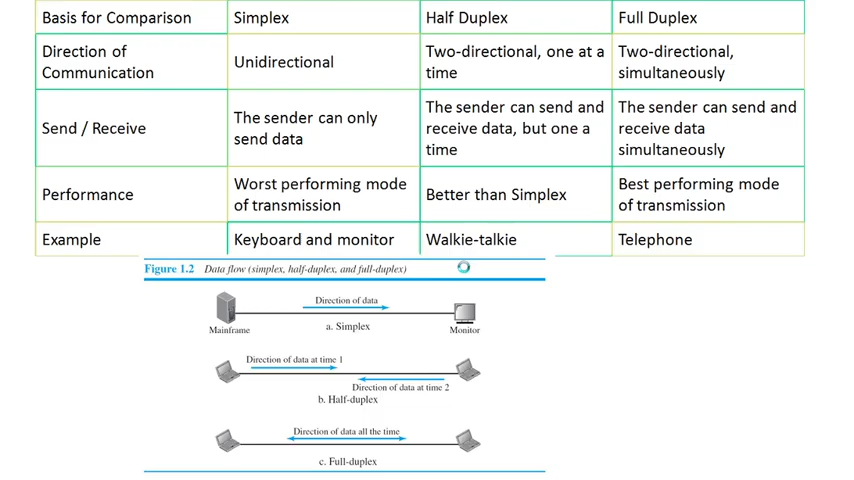 Basis for Comparison
Simplex
Half Duplex
Full Duplex
Direction of
Communication
Unidirectional
Two-directional, one at a
time
Two-directional,
simultaneously
Send / Receive
The sender can only
send data
The sender can send and
receive data, but one a
time
The sender can send and
receive data
simultaneously
Performance
Worst performing mode
of transmission
Better than Simplex
Best performing mode
of transmission
Example
Keyboard and monitor
Walkie-talkie
Telephone
Figure 1.2 Data flow (simplex, half-duplex, and full-duplex)
Direction of data
Mainframe
a. Simplex
Monitor
Direction of data at time 1
Direction of data at time 2
b. Half-duplex
Direction of data all the time
c. Full-duplex